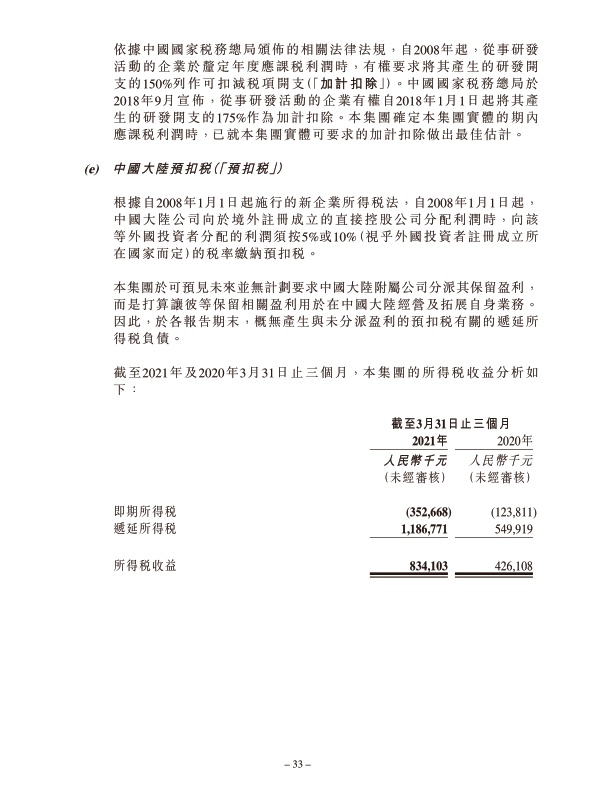 依據中國國家税務總局頒佈的相關法律法規，自2008年起，從事研發
活動的企業於釐定年度應課税利潤時，有權要求將其產生的研發開
支的150%列作可扣減税項開支(「加計扣除」)。中國國家税務總局於
2018年9月宣佈，從事研發活動的企業有權自2018年1月1日起將其產
生的研發開支的175%作為加計扣除。本集團確定本集團實體的期內
應課税利潤時，已就本集團實體可要求的加計扣除做出最佳估計。
(e) 中國大陸預扣税(「預扣税」)
根據自2008年1月1日起施行的新企業所得税法，自2008年1月1日起，
中國大陸公司向於境外註冊成立的直接控股公司分配利潤時，向該
等外國投資者分配的利潤須按5%或10%(視乎外國投資者註冊成立所
在國家而定)的税率繳納預扣税。
本集團於可預見未來並無計劃要求中國大陸附屬公司分派其保留盈利，
而是打算讓彼等保留相關盈利用於在中國大陸經營及拓展自身業務。
因此，於各報告期末，概無產生與未分派盈利的預扣税有關的遞延所
得税負債。
截至2021年及2020年3月31日止三個月，本集團的所得税收益分析如
下：
截至3月31日止三個月
2021年 2020年
人民幣千元 人民幣千元
(未經審核) (未經審核)
即期所得税 (352,668) (123,811)
遞延所得税 1,186,771 549,919
所得税收益 834,103 426,108
– 33 –